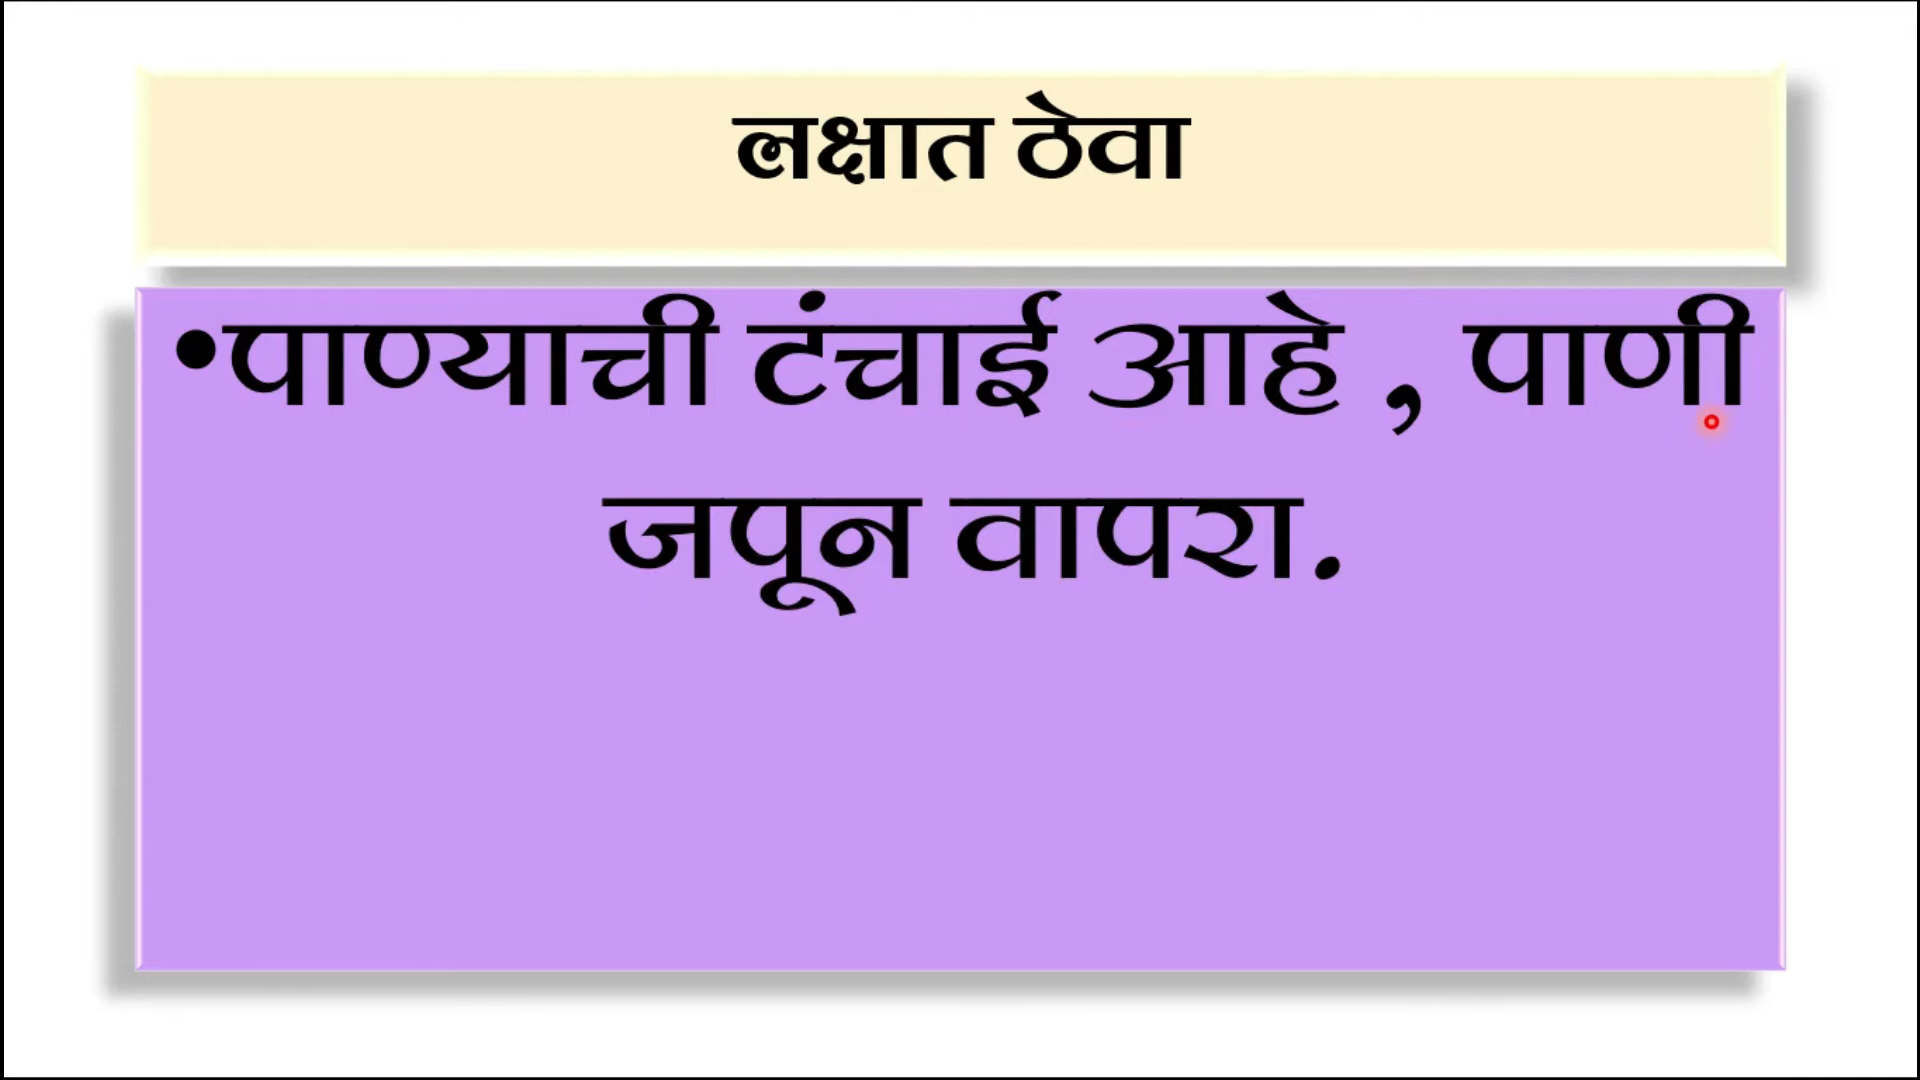 लक्षात ठेवा
•पाण्याची टंचाई आहे , पाणी
जपून वापरा.